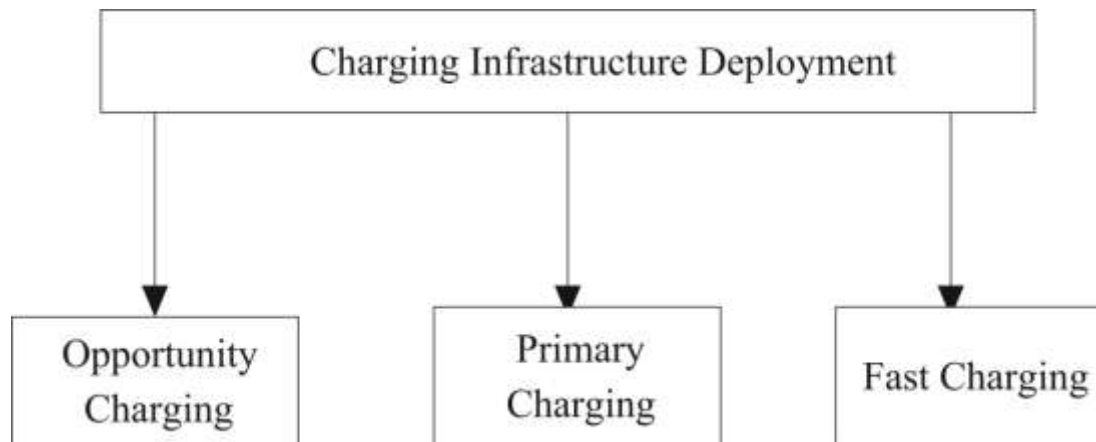 Charging Infrastructure Deployment
Opportunity
Charging
Primary
Charging
Fast Charging